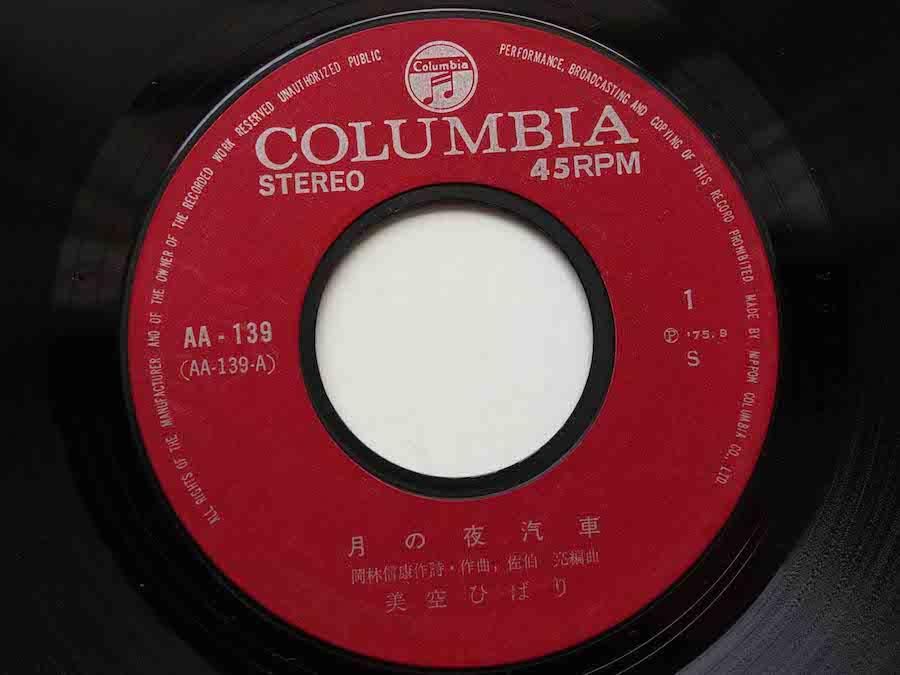 ALL RIGHTS OF THE MANUFACTURER AND OF THE OWNER OF THE RECORDED WORK RESERVED UNAUTHORIZED PUBLIC PERFORMANCE, BROADCASTING AND COPYING OF THIS RECORD PROHIBITED MADE BY NIPPON COLUMBIA CO., LTD.
Columbia
COLUMBIA
STEREO 45RPM
AA-139
(AA-139-A)
1
Ⓟ '75.8
S
月の夜汽車
岡林信康作詩・作曲, 佐伯 亮編曲
美空ひばり